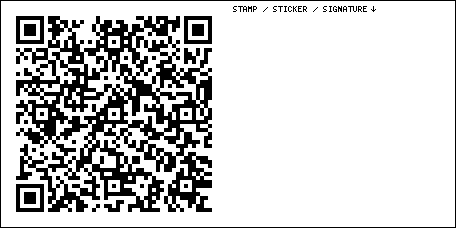 STAMP / STICKER / SIGNATURE ↓